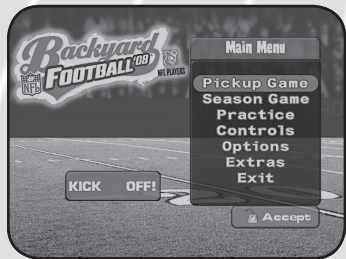 Backyard
FOOTBALL '08
NFL
NFL PLAYERS
Main Menu
Pickup Game
Season Game
Practice
Controls
Options
Extras
Exit
KICK OFF!
Accept